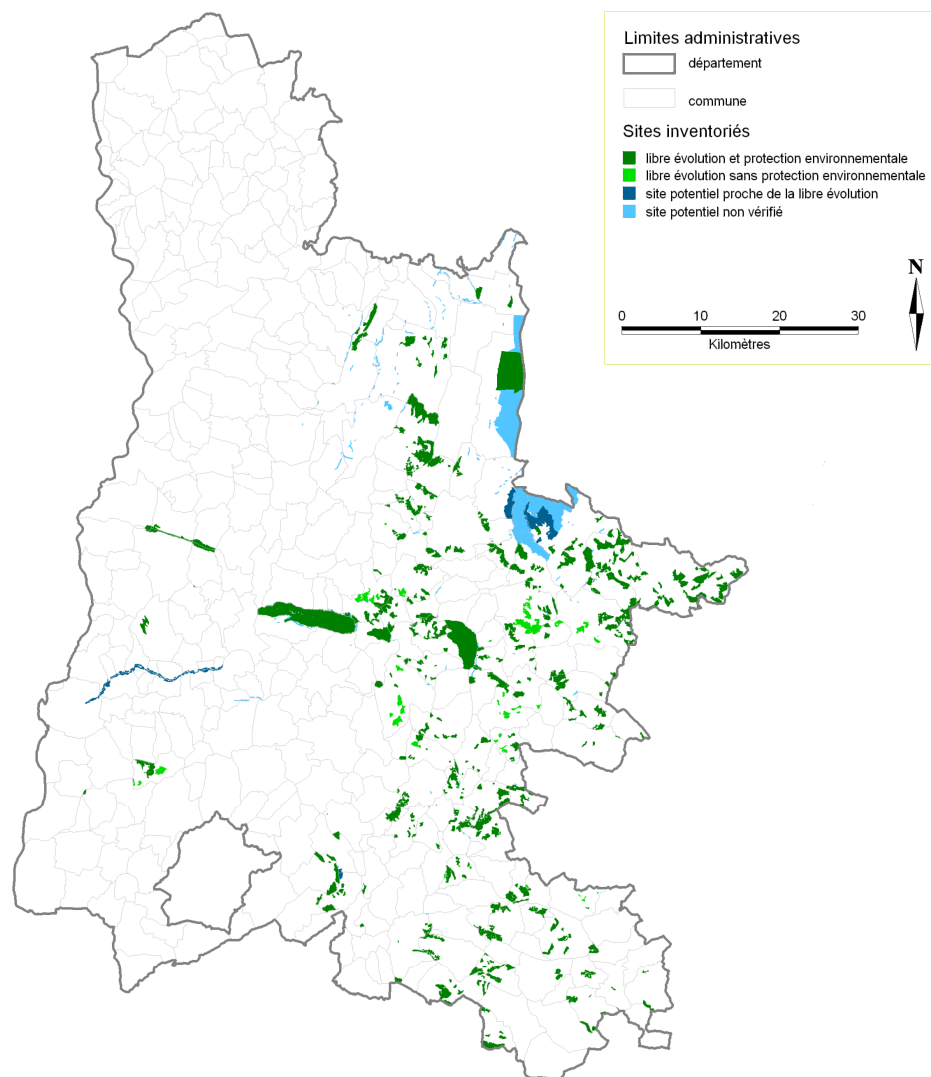 Limites administratives
département
commune
Sites inventoriés
libre évolution et protection environnementale
libre évolution sans protection environnementale
site potentiel proche de la libre évolution
site potentiel non vérifié
N
0 10 20 30
Kilomètres